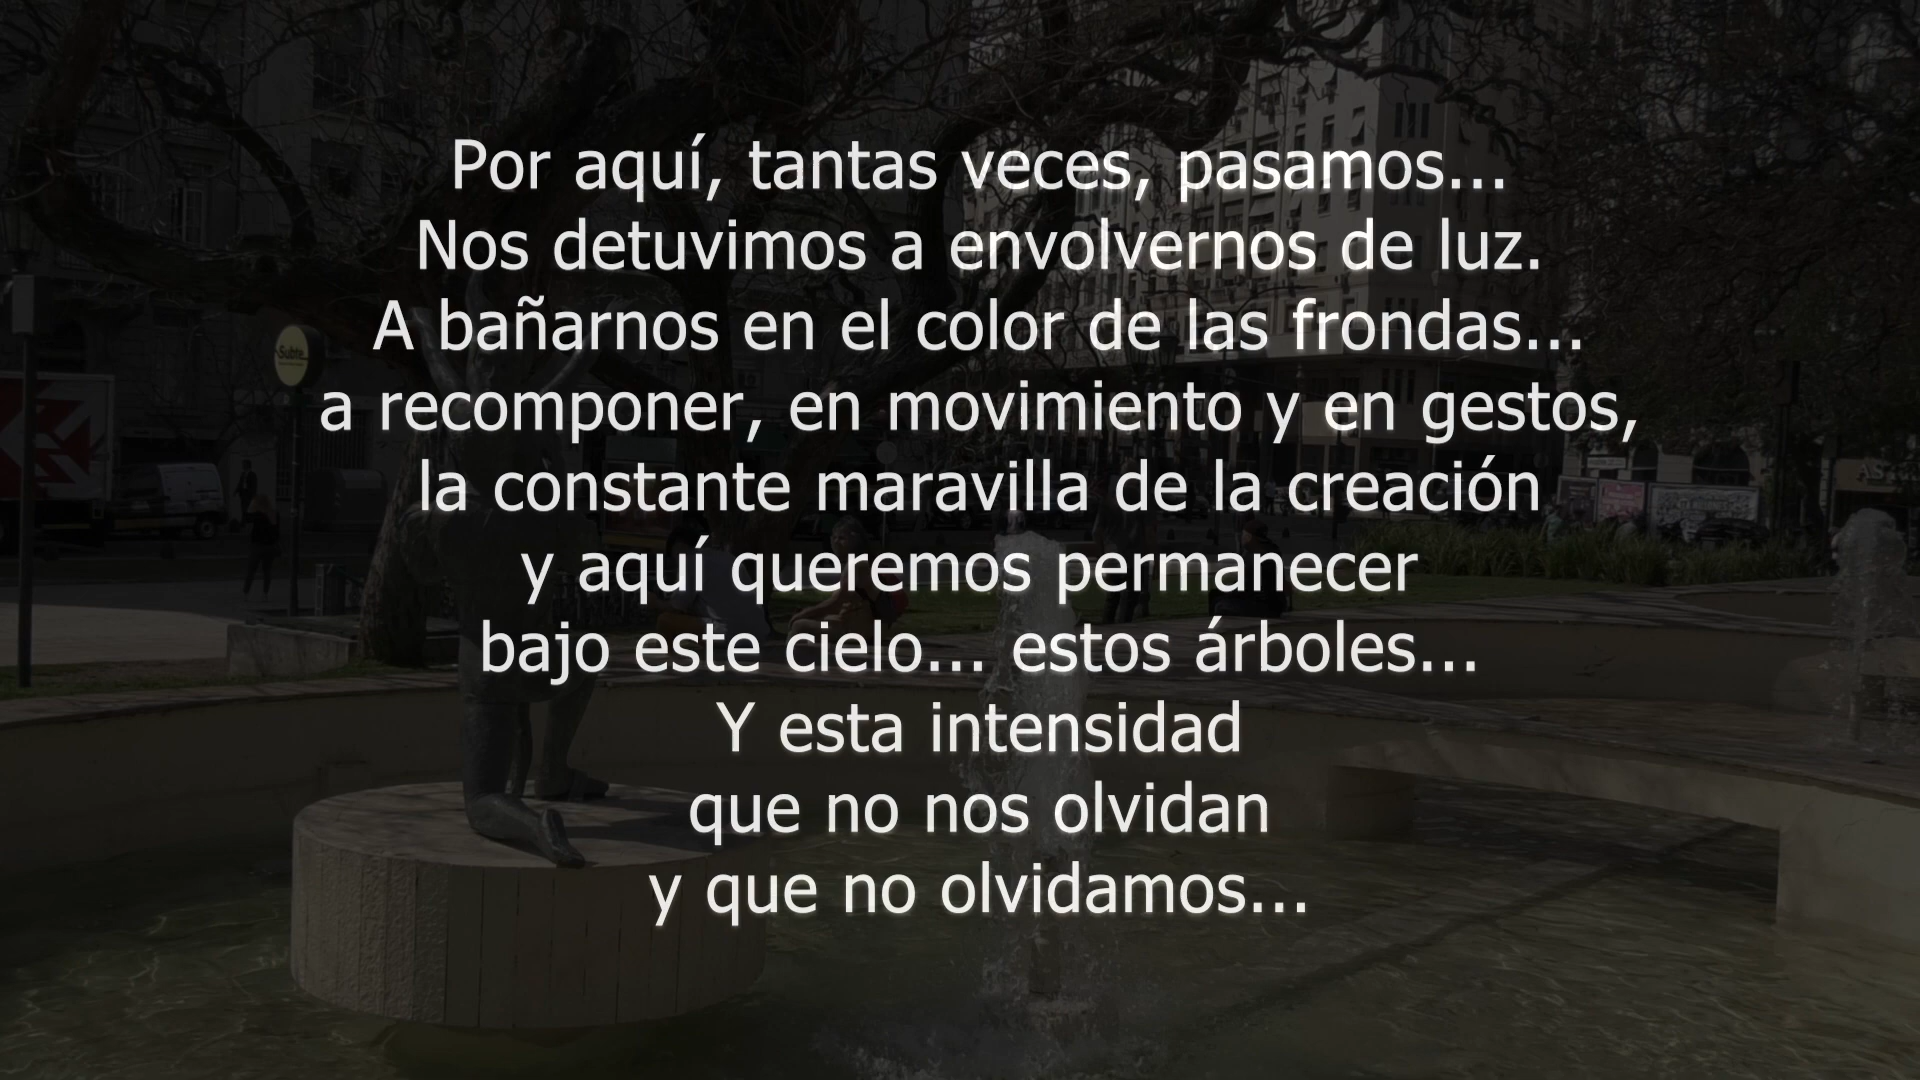 Por aquí, tantas veces, pasamos...
Nos detuvimos a envolvernos de luz.
A bañarnos en el color de las frondas...
a recomponer, en movimiento y en gestos,
la constante maravilla de la creación
y aquí queremos permanecer
bajo este cielo... estos árboles...
Y esta intensidad
que no nos olvidan
y que no olvidamos...
Subte